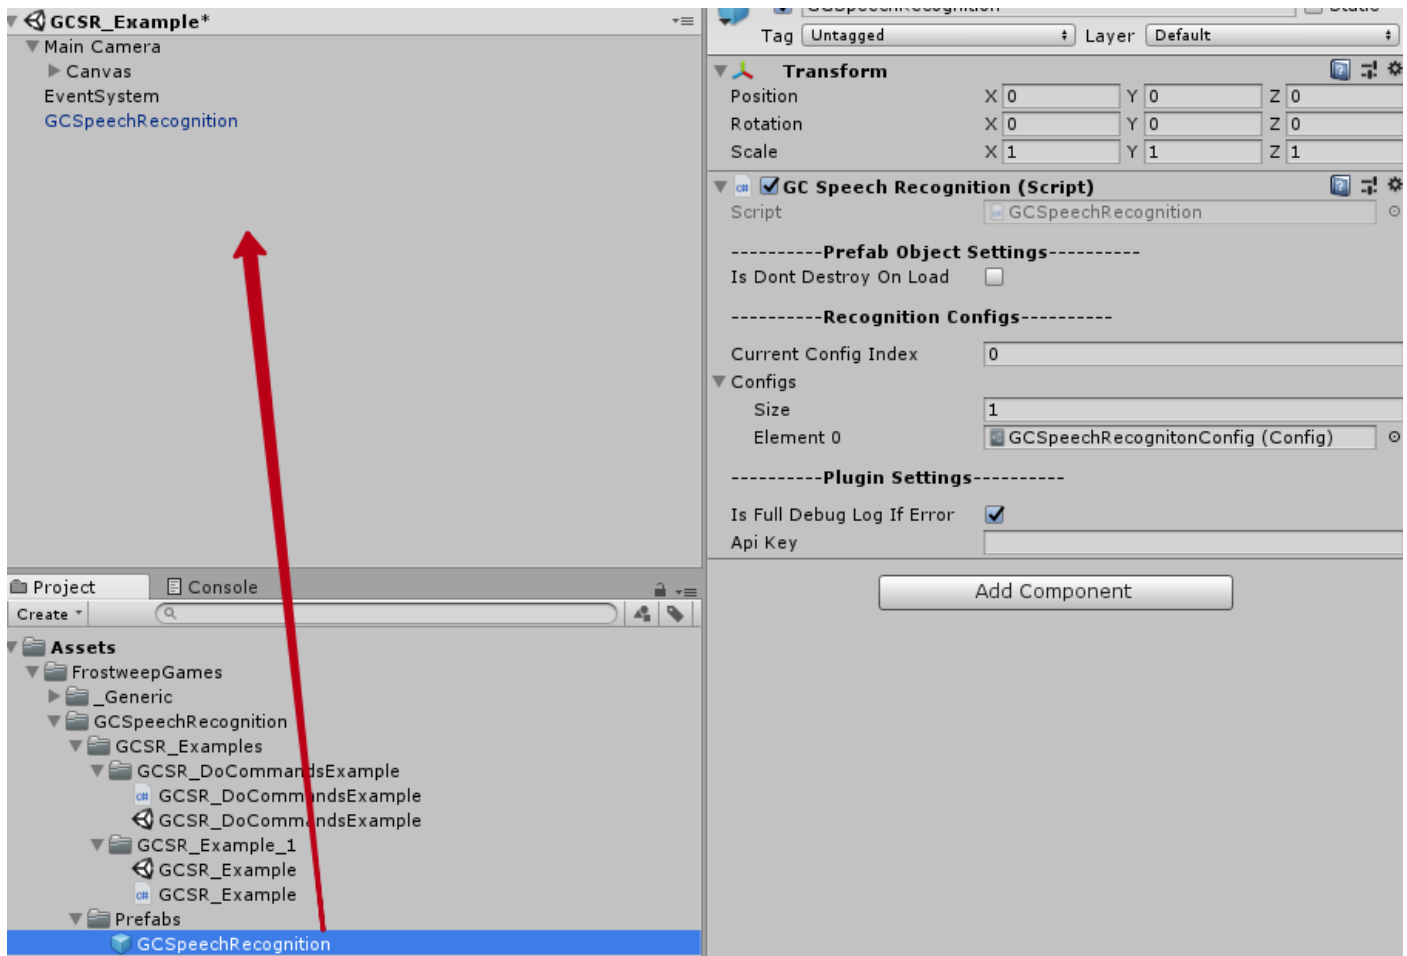 GCSR_Example*
Main Camera
Canvas
EventSystem
GCSpeechRecognition
Project
Console
Create
Assets
FrostweepGames
_Generic
GCSpeechRecognition
GCSR_Examples
GCSR_DoCommandsExample
GCSR_DoCommandsExample
GCSR_DoCommandsExample
GCSR_Example_1
GCSR_Example
GCSR_Example
Prefabs
GCSpeechRecognition
GCSpeechRecognition Static
Tag Untagged Layer Default
Transform
Position X 0 Y 0 Z 0
Rotation X 0 Y 0 Z 0
Scale X 1 Y 1 Z 1
c# GC Speech Recognition (Script)
Script GCSpeechRecognition
----------Prefab Object Settings----------
Is Dont Destroy On Load
----------Recognition Configs----------
Current Config Index 0
Configs
Size 1
Element 0 GCSpeechRecognitonConfig (Config)
----------Plugin Settings----------
Is Full Debug Log If Error
Api Key
Add Component